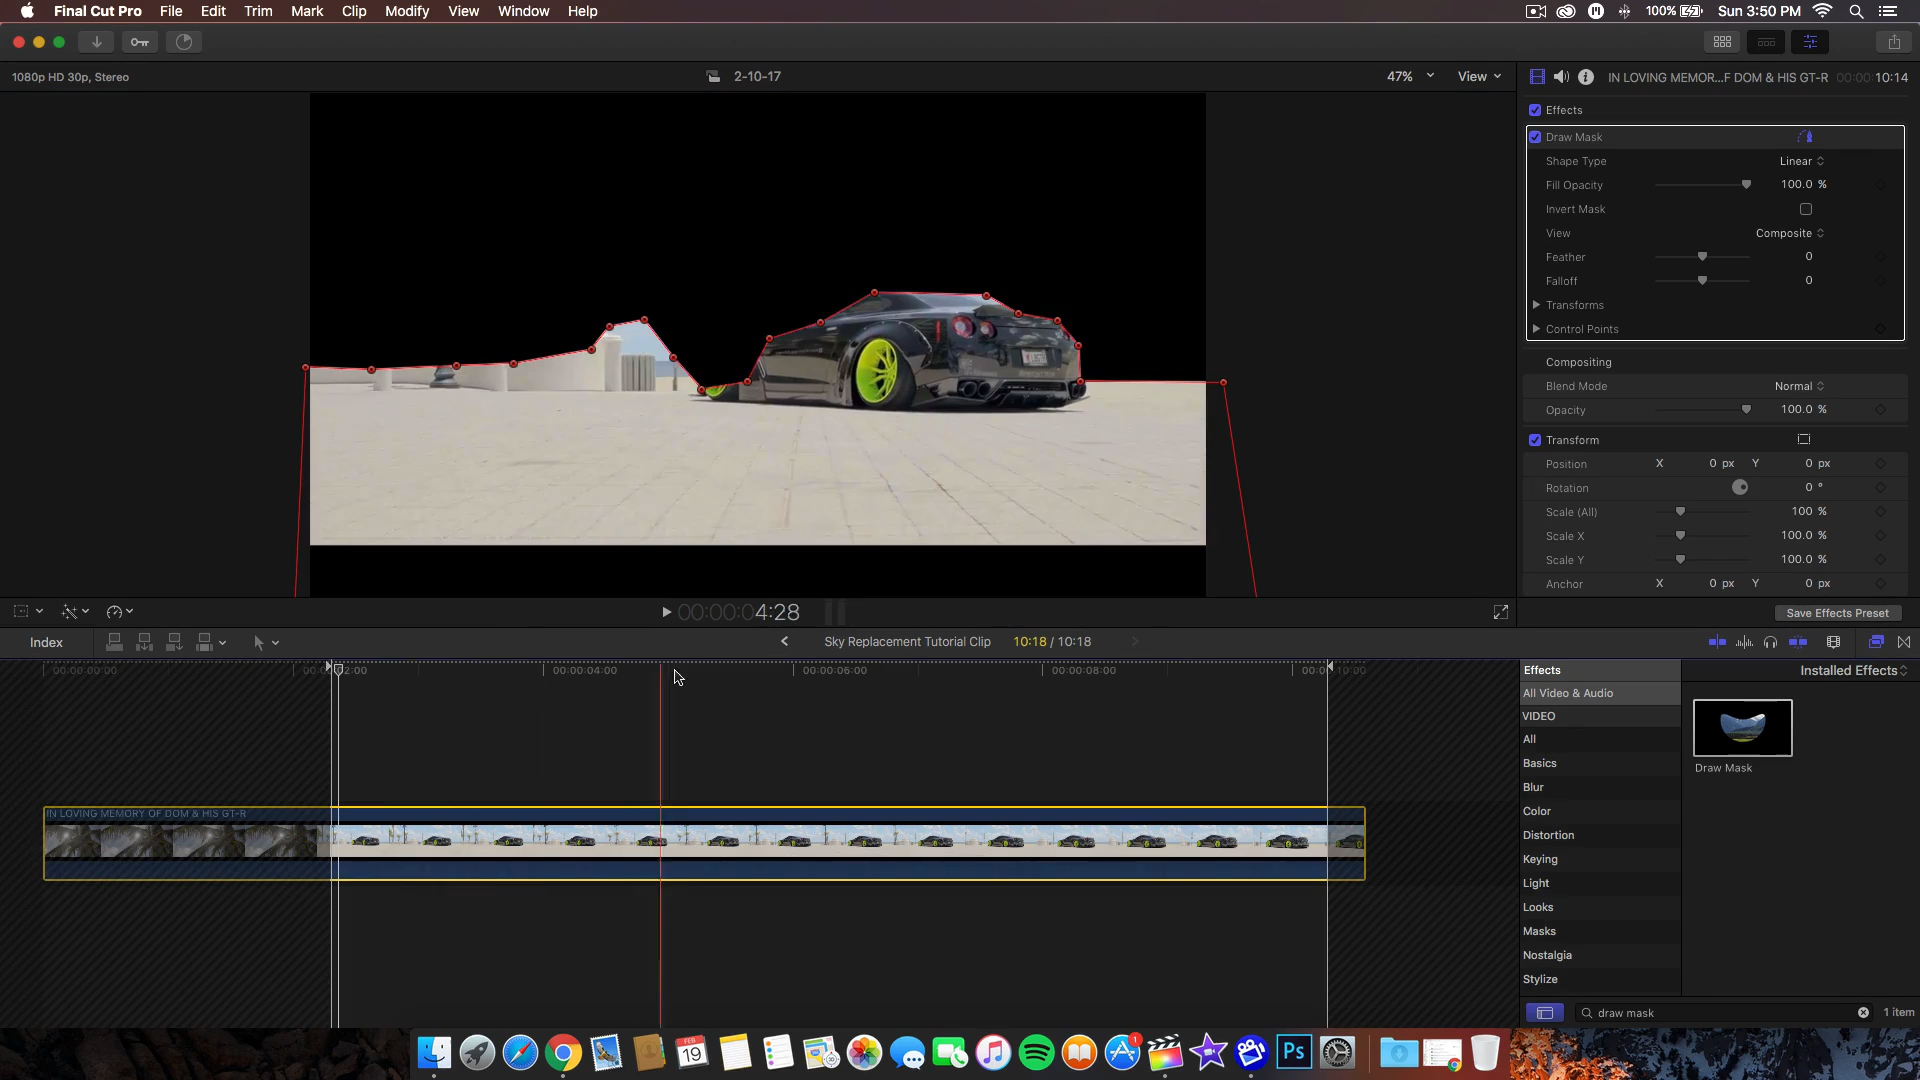 Final Cut Pro File Edit Trim Mark Clip Modify View Window Help 100% Sun 3:50 PM
1080p HD 30p, Stereo
2-10-17
47% View
IN LOVING MEMOR...F DOM & HIS GT-R 00:00:10:14
Effects
Draw Mask
Shape Type Linear
Fill Opacity 100.0 %
Invert Mask
View Composite
Feather 0
Falloff 0
Transforms
Control Points
Compositing
Blend Mode Normal
Opacity 100.0 %
Transform
Position X 0 px Y 0 px
Rotation 0 °
Scale (All) 100 %
Scale X 100.0 %
Scale Y 100.0 %
Anchor X 0 px Y 0 px
00:00:04:28
Save Effects Preset
Index
Sky Replacement Tutorial Clip 10:18 / 10:18
00:00:00:00 00:00:04:00 00:00:06:00 00:00:08:00
IN LOVING MEMORY OF DOM & HIS GT-R
Effects
Installed Effects
All Video & Audio
VIDEO
All
Basics
Blur
Color
Distortion
Keying
Light
Looks
Masks
Nostalgia
Stylize
Draw Mask
draw mask
1 item
FEB
19
1
Ps